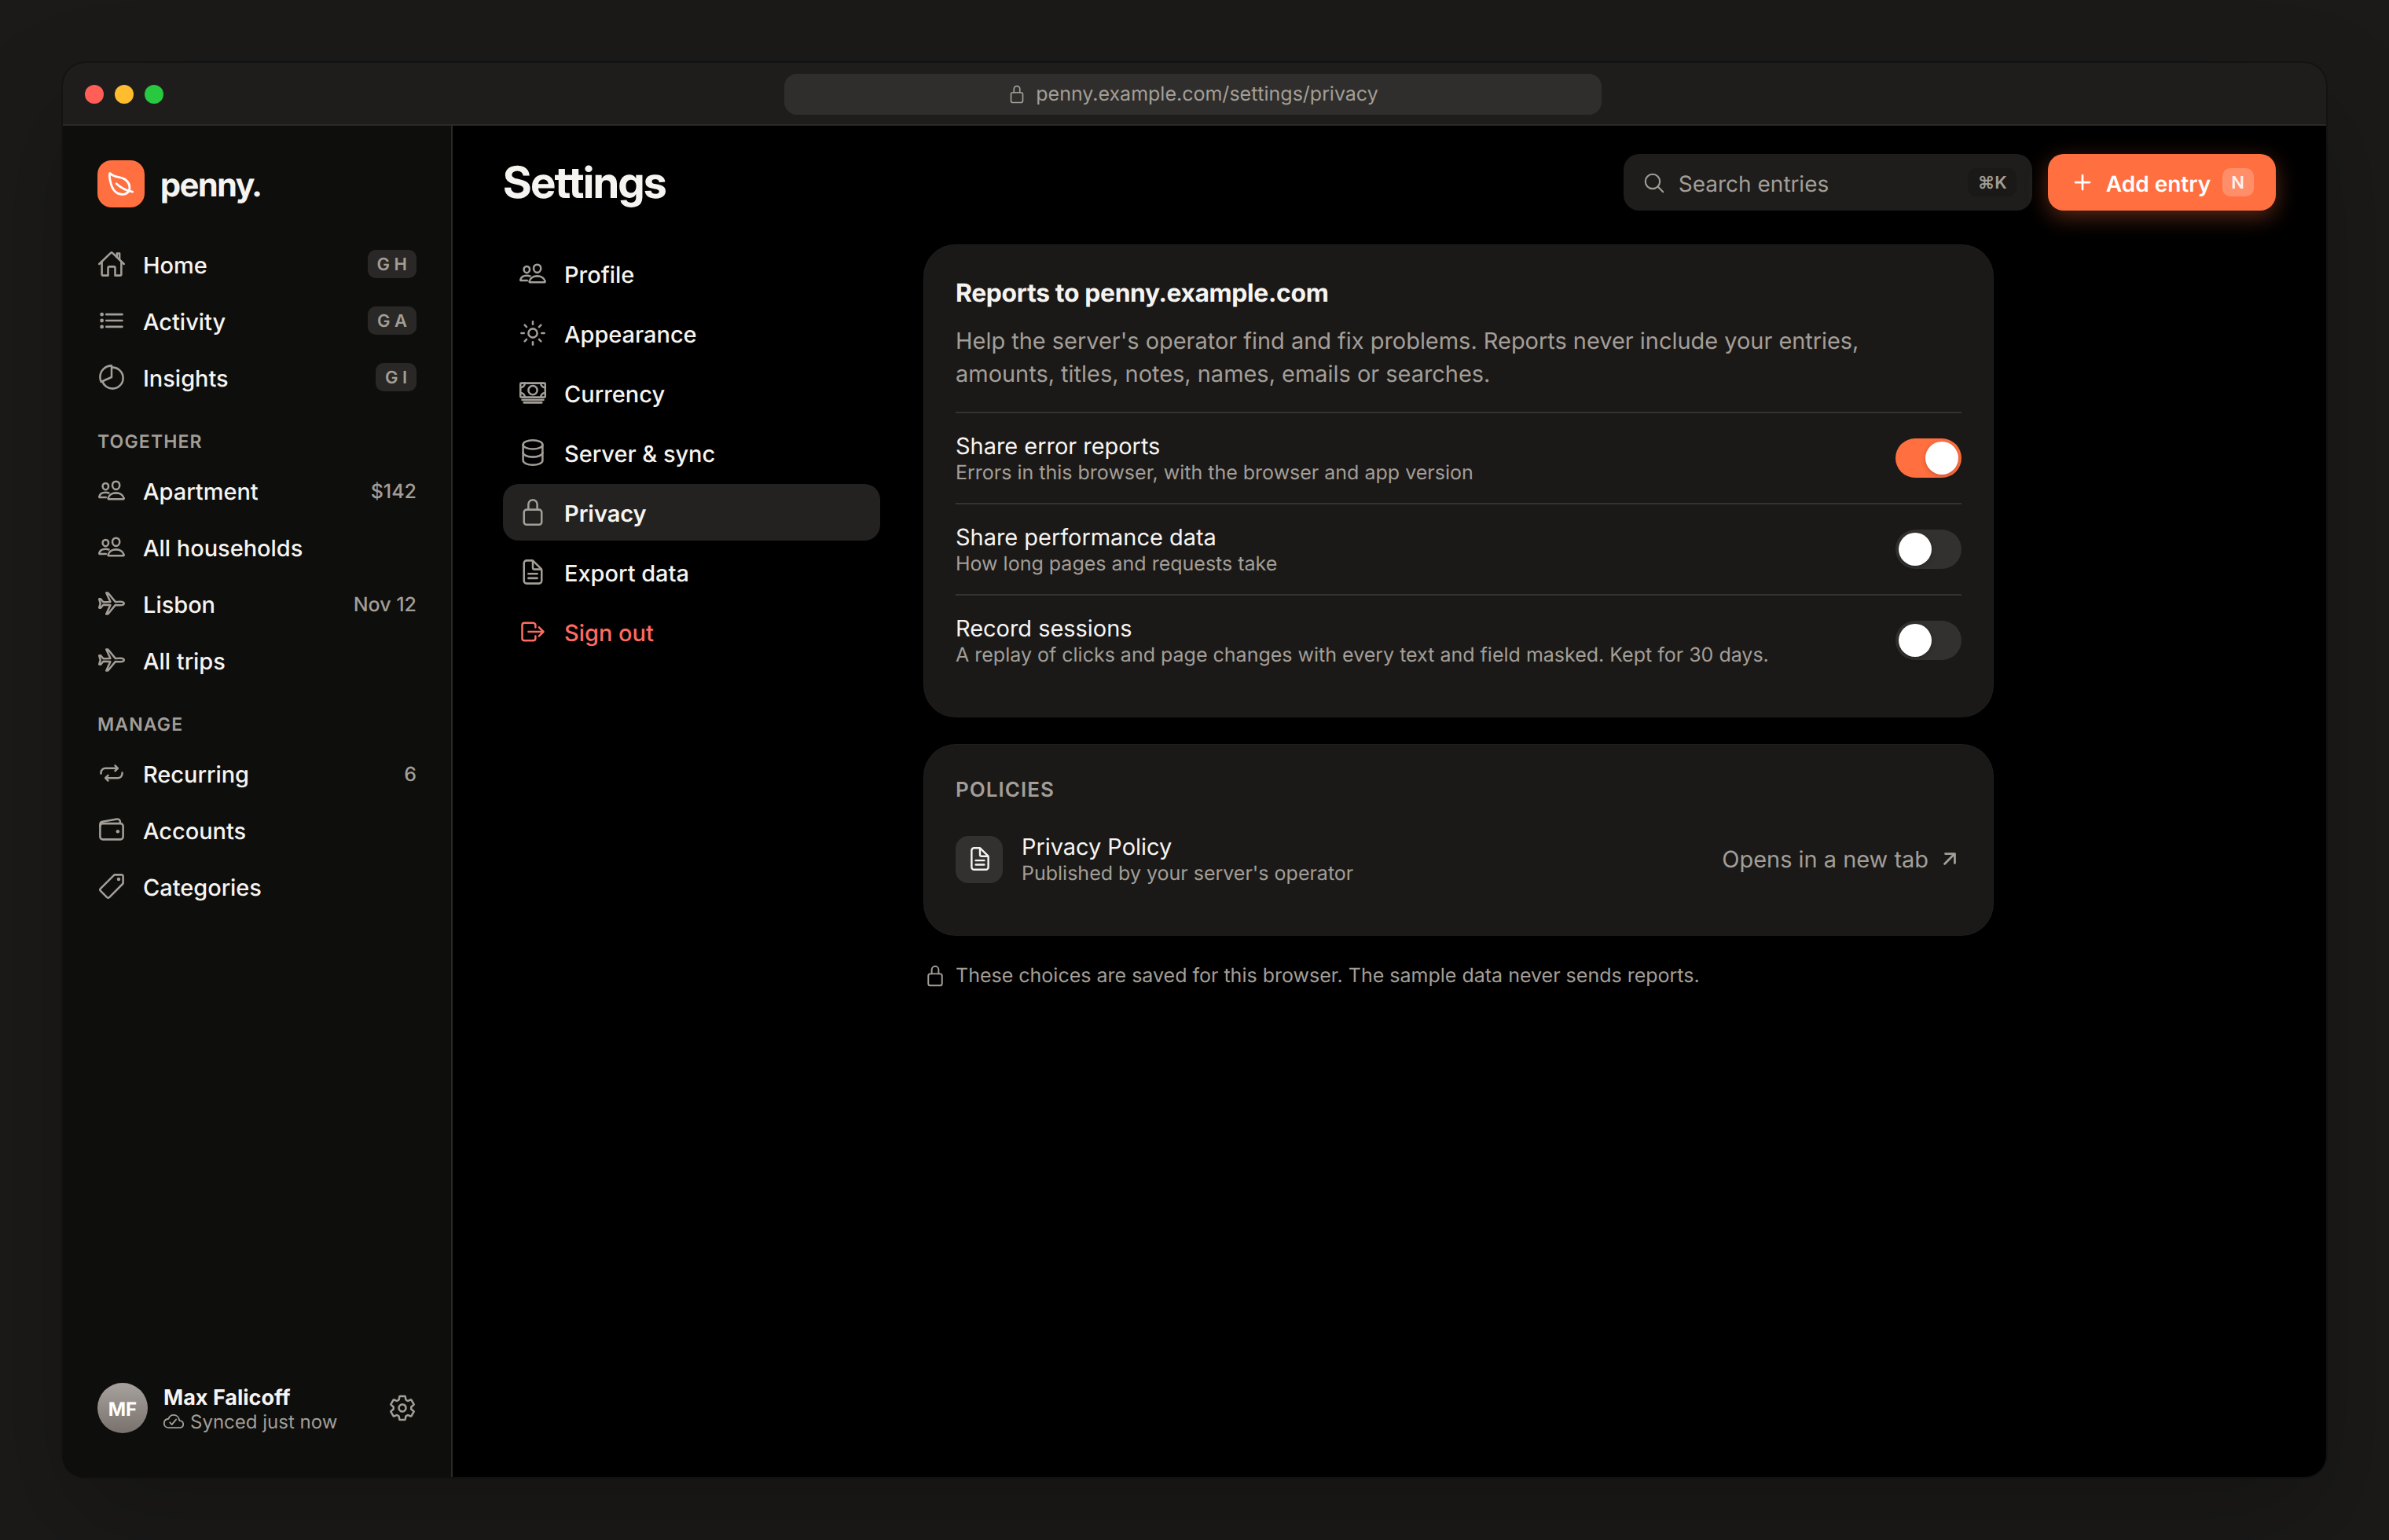 penny.example.com/settings/privacy
penny.
Home G H
Activity G A
Insights G I
TOGETHER
Apartment $142
All households
Lisbon Nov 12
All trips
MANAGE
Recurring 6
Accounts
Categories
MF
Max Falicoff
Synced just now
Settings
Search entries ⌘K
+ Add entry N
Profile
Appearance
Currency
Server & sync
Privacy
Export data
Sign out
Reports to penny.example.com
Help the server's operator find and fix problems. Reports never include your entries,
amounts, titles, notes, names, emails or searches.
Share error reports
Errors in this browser, with the browser and app version
Share performance data
How long pages and requests take
Record sessions
A replay of clicks and page changes with every text and field masked. Kept for 30 days.
POLICIES
Privacy Policy
Published by your server's operator
Opens in a new tab
These choices are saved for this browser. The sample data never sends reports.